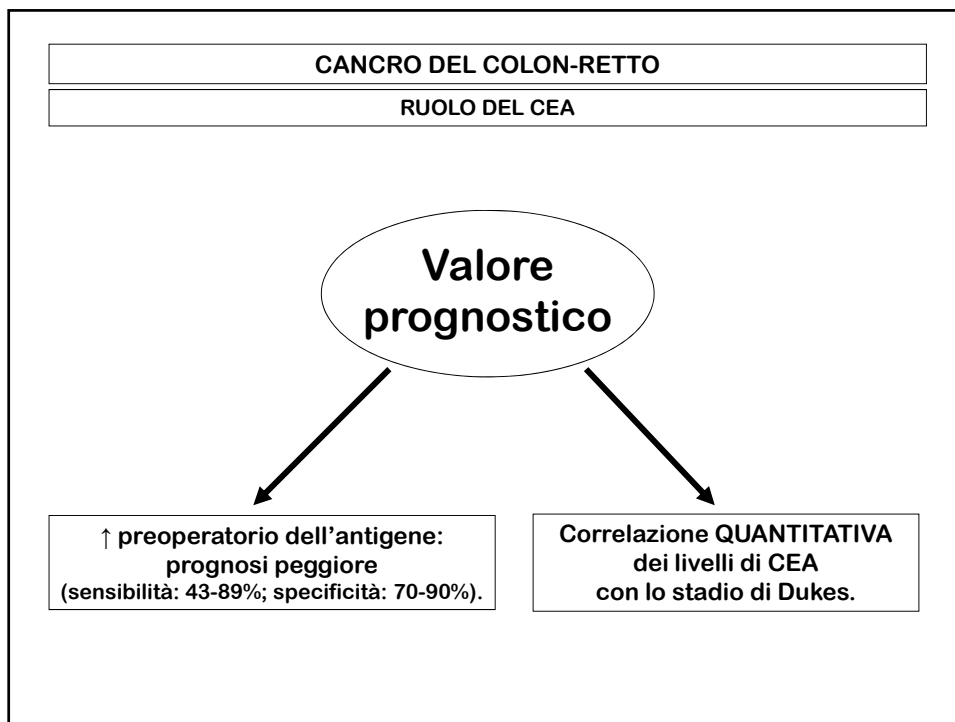 CANCRO DEL COLON-RETTO
RUOLO DEL CEA
Valore
prognostico
↑ preoperatorio dell’antigene:
prognosi peggiore
(sensibilità: 43-89%; specificità: 70-90%).
Correlazione QUANTITATIVA
dei livelli di CEA
con lo stadio di Dukes.